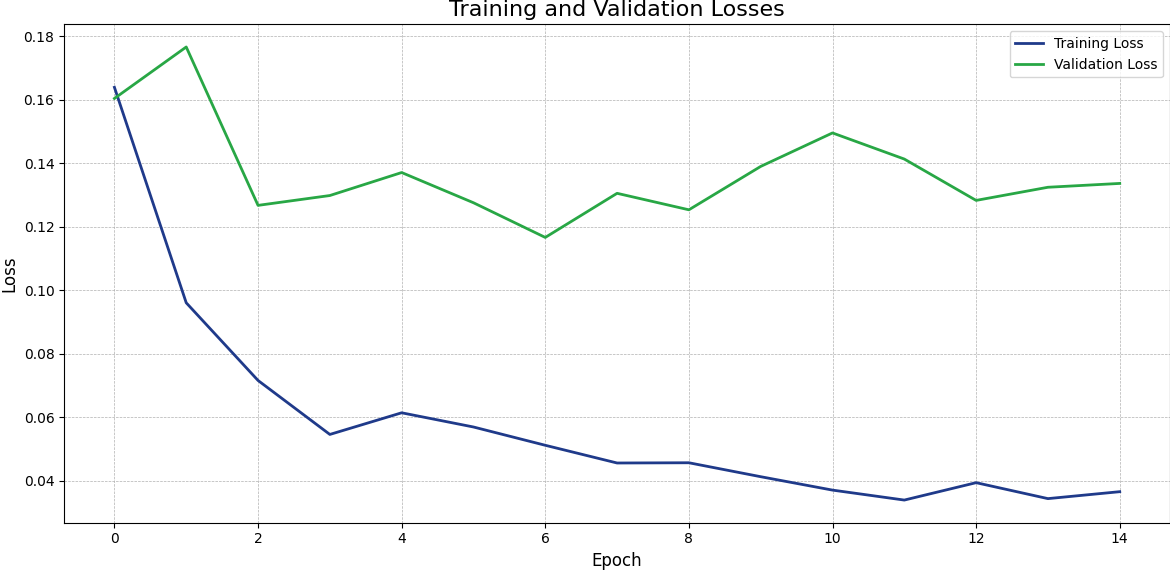 Training and Validation Losses
Training Loss
Validation Loss
Loss
0.18
0.16
0.14
0.12
0.10
0.08
0.06
0.04
0 2 4 6 8 10 12 14
Epoch